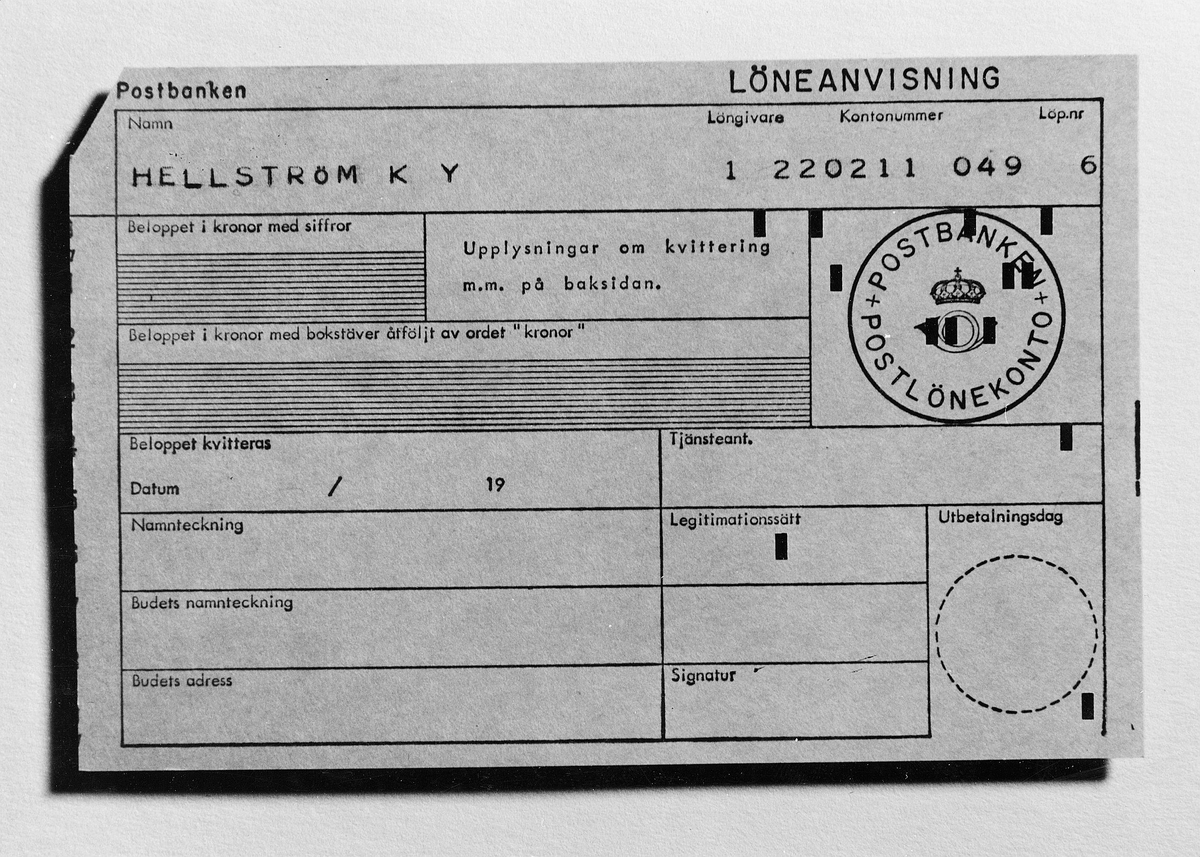 Postbanken LÖNEANVISNING
Namn Löngivare Kontonummer Löp.nr
HELLSTRÖM K Y 1 220211 049 6
Beloppet i kronor med siffror
Upplysningar om kvittering
m.m. på baksidan.
+ POSTBANKEN + POSTLÖNEKONTO
Beloppet i kronor med bokstäver åtföljt av ordet "kronor"
Beloppet kvitteras Tjänsteant.
Datum / 19
Namnteckning Legitimationssätt Utbetalningsdag
Budets namnteckning
Budets adress Signatur